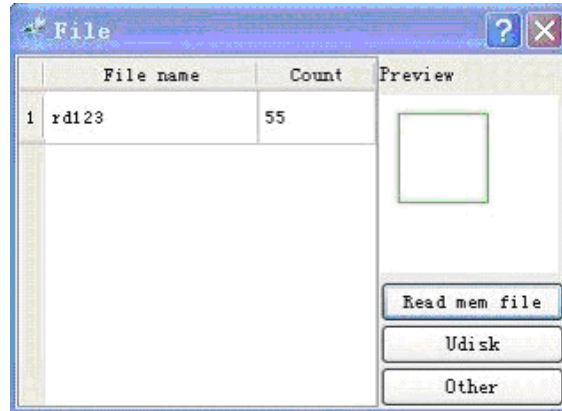 File
File name Count Preview
1 rd123 55
Read mem file
Udisk
Other